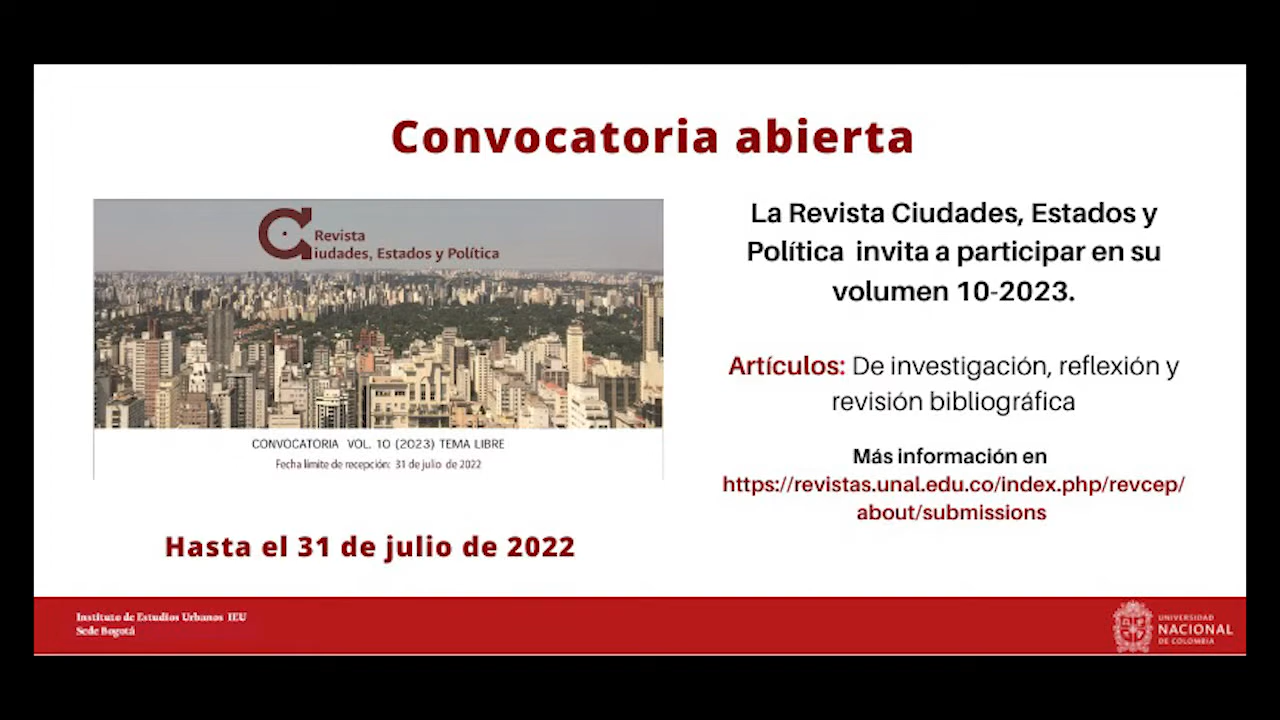 Convocatoria abierta
Revista
Ciudades, Estados y Política
CONVOCATORIA VOL. 10 (2023) TEMA LIBRE
Fecha límite de recepción: 31 de julio de 2022
Hasta el 31 de julio de 2022
La Revista Ciudades, Estados y
Política invita a participar en su
volumen 10-2023.
Artículos: De investigación, reflexión y
revisión bibliográfica
Más información en
https://revistas.unal.edu.co/index.php/revcep/
about/submissions
Instituto de Estudios Urbanos IEU
Sede Bogotá
UNIVERSIDAD
NACIONAL
DE COLOMBIA